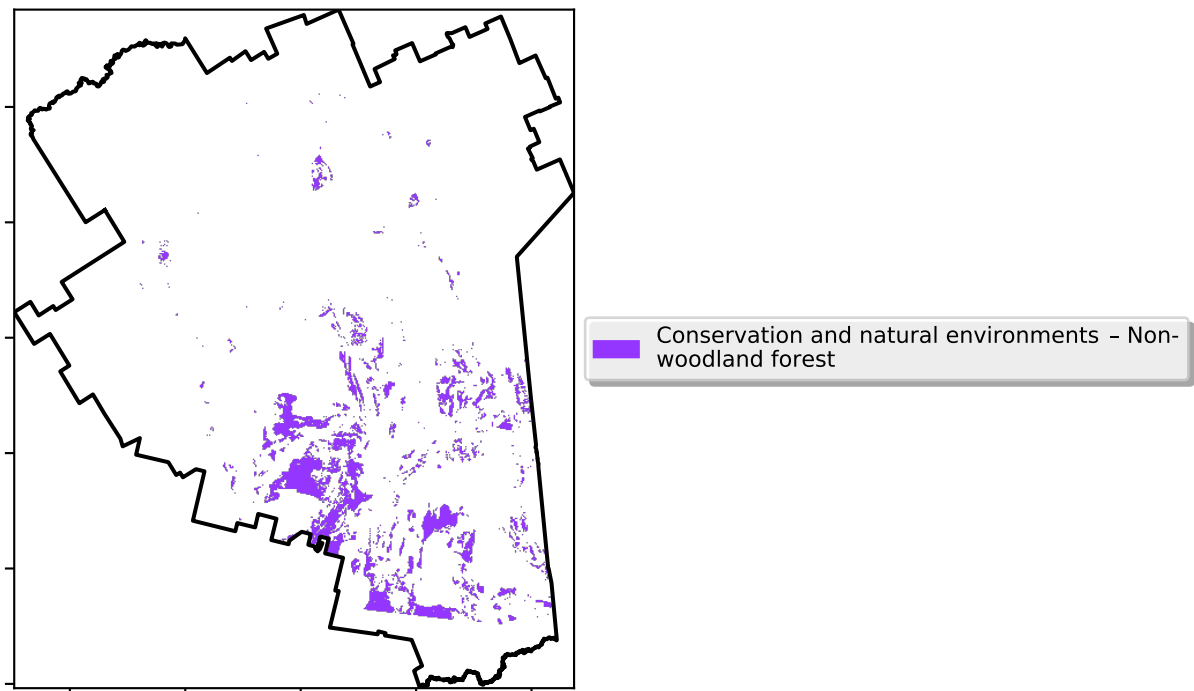 Conservation and natural environments – Non-
woodland forest